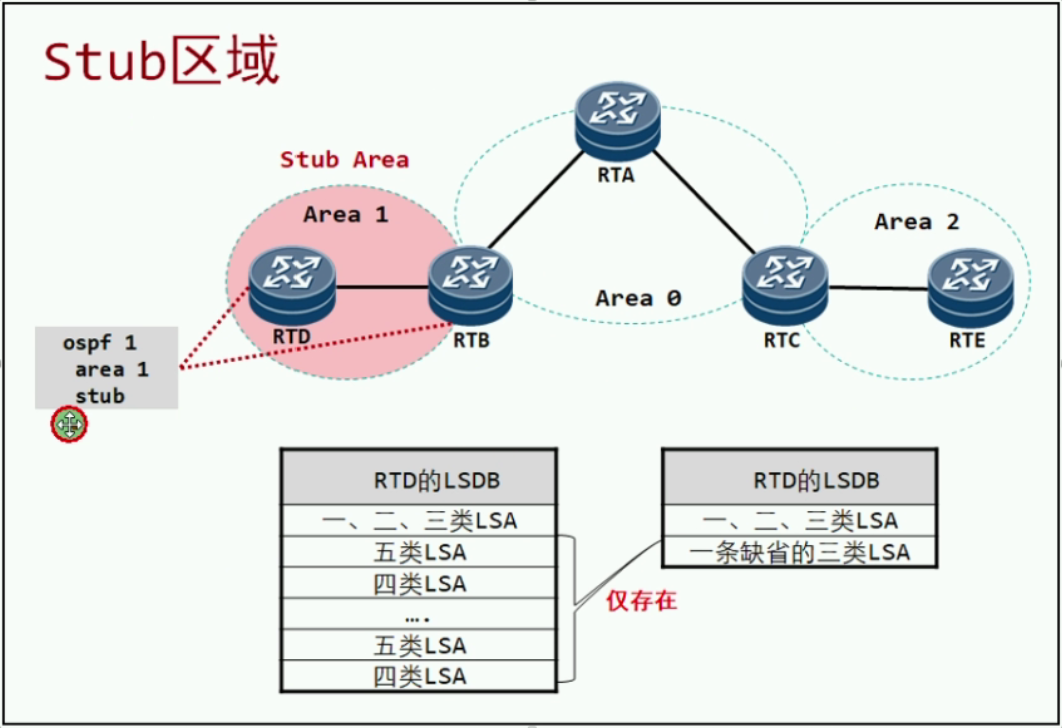 Stub区域
Stub Area
Area 1
RTA
Area 2
Area 0
RTD
RTB
RTC
RTE
ospf 1
area 1
stub
RTD的LSDB
一、二、三类LSA
五类LSA
四类LSA
….
五类LSA
四类LSA
仅存在
RTD的LSDB
一、二、三类LSA
一条缺省的三类LSA